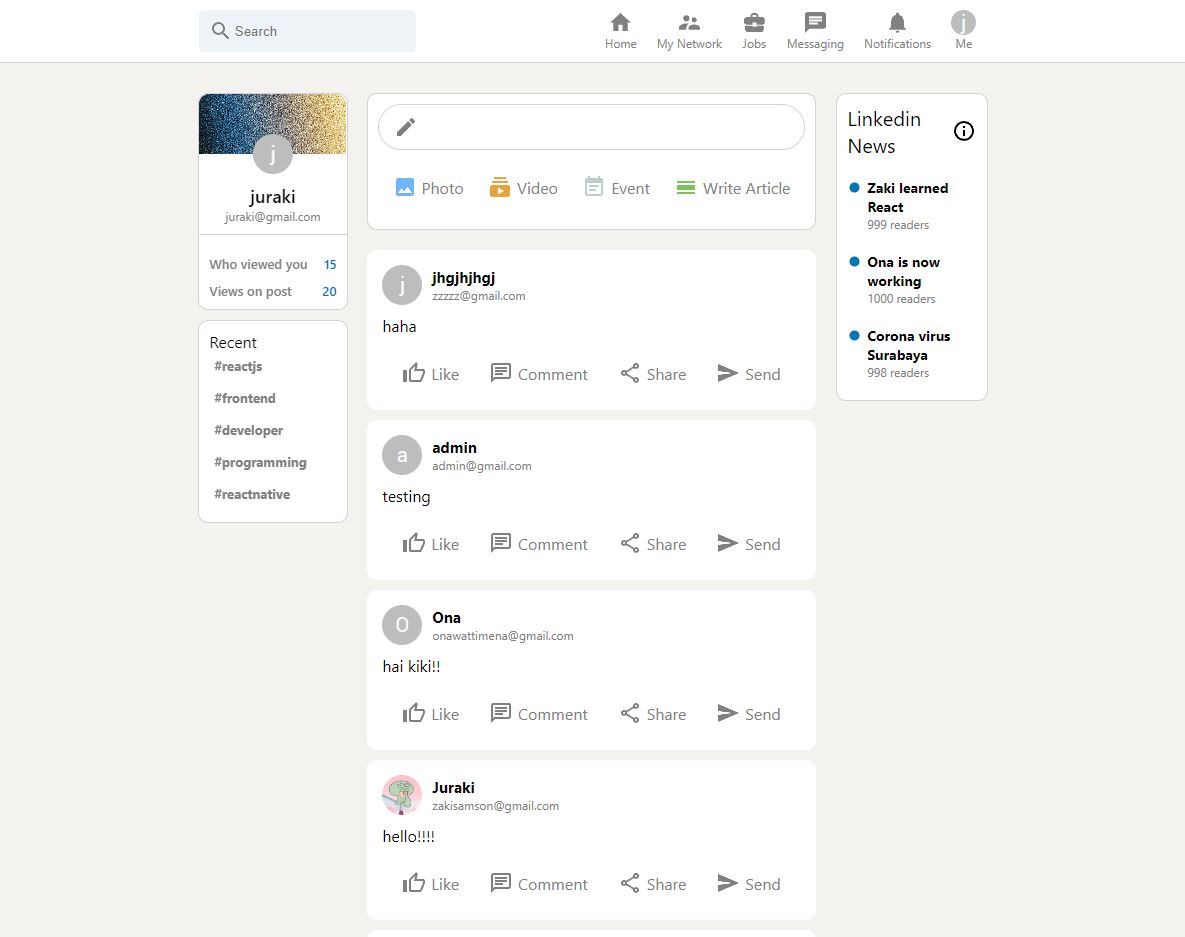 Search
Home
My Network
Jobs
Messaging
Notifications
j
Me
j
juraki
juraki@gmail.com
Who viewed you 15
Views on post 20
Recent
#reactjs
#frontend
#developer
#programming
#reactnative
Photo
Video
Event
Write Article
j
jhgjhjhgj
zzzzz@gmail.com
haha
Like
Comment
Share
Send
a
admin
admin@gmail.com
testing
Like
Comment
Share
Send
O
Ona
onawattimena@gmail.com
hai kiki!!
Like
Comment
Share
Send
Juraki
zakisamson@gmail.com
hello!!!!
Like
Comment
Share
Send
Linkedin
News
Zaki learned
React
999 readers
Ona is now
working
1000 readers
Corona virus
Surabaya
998 readers